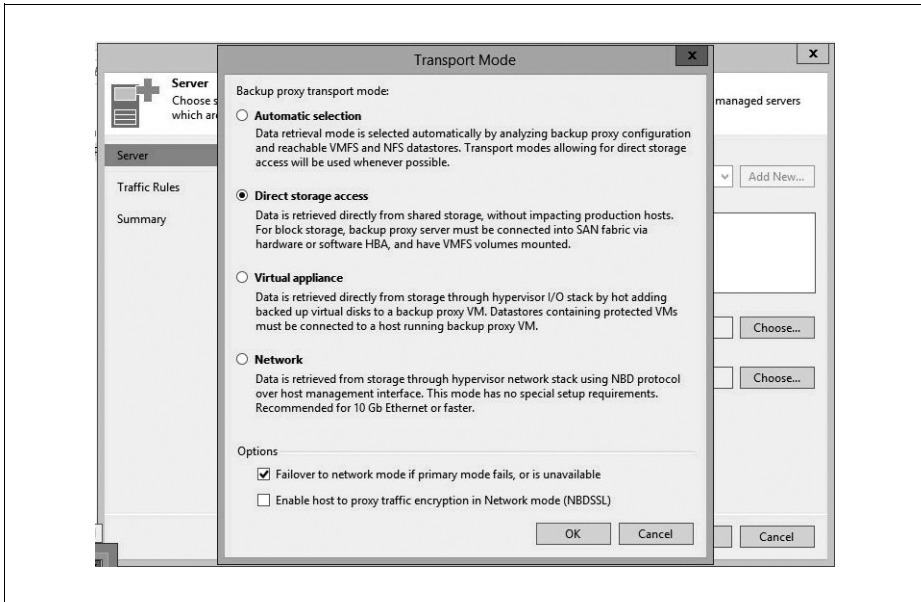 Transport Mode
x
x
Server
Choose s
which are
managed servers
Server
Traffic Rules
Summary
Add New...
Choose...
Choose...
Cancel
Backup proxy transport mode:
Automatic selection
Data retrieval mode is selected automatically by analyzing backup proxy configuration
and reachable VMFS and NFS datastores. Transport modes allowing for direct storage
access will be used whenever possible.
Direct storage access
Data is retrieved directly from shared storage, without impacting production hosts.
For block storage, backup proxy server must be connected into SAN fabric via
hardware or software HBA, and have VMFS volumes mounted.
Virtual appliance
Data is retrieved directly from storage through hypervisor I/O stack by hot adding
backed up virtual disks to a backup proxy VM. Datastores containing protected VMs
must be connected to a host running backup proxy VM.
Network
Data is retrieved from storage through hypervisor network stack using NBD protocol
over host management interface. This mode has no special setup requirements.
Recommended for 10 Gb Ethernet or faster.
Options
Failover to network mode if primary mode fails, or is unavailable
Enable host to proxy traffic encryption in Network mode (NBDSSL)
OK
Cancel